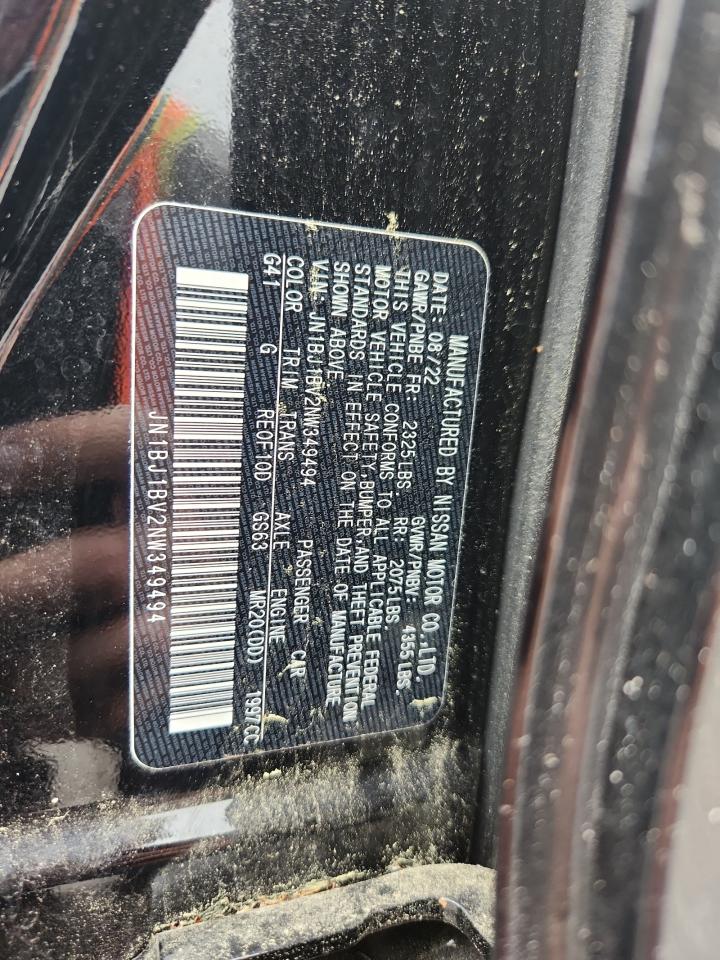 MANUFACTURED BY NISSAN MOTOR CO.,LTD.
DATE: 08/22 GVWR/PNBV: 4355LBS.
GAWR/PNBE FR: 2325LBS. RR: 2075LBS.
THIS VEHICLE CONFORMS TO ALL APPLICABLE FEDERAL
MOTOR VEHICLE SAFETY,BUMPER,AND THEFT PREVENTION
STANDARDS IN EFFECT ON THE DATE OF MANUFACTURE
SHOWN ABOVE.
V.I.N. JN1BJ1BV2NW349494 PASSENGER CAR
COLOR TRIM TRANS AXLE ENGINE
G41 G RE0F10D GS63 MR20(DD) 1997CC
JN1BJ1BV2NW349494